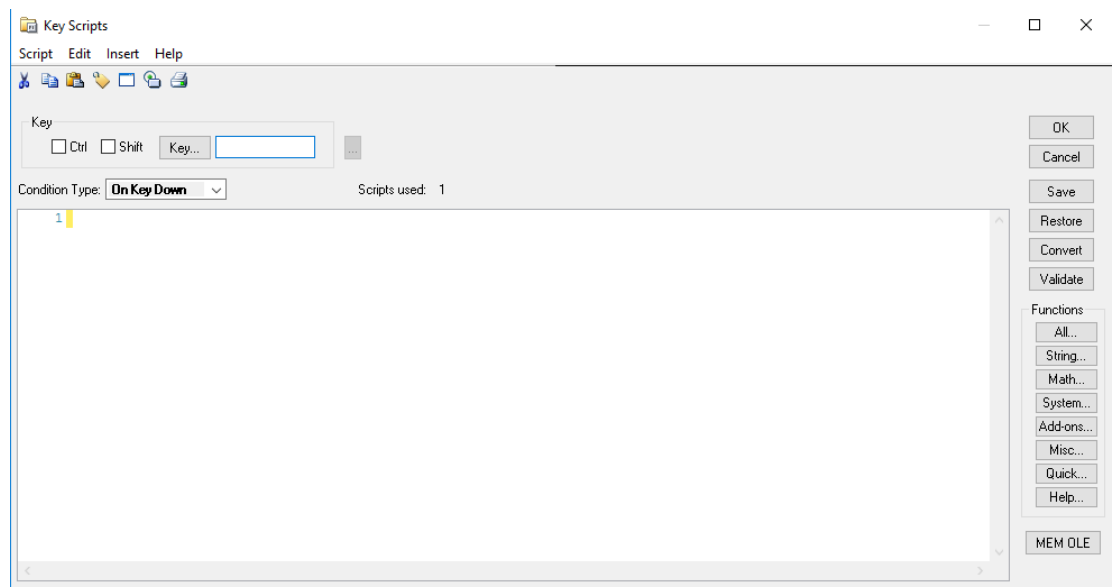 Key Scripts
Script Edit Insert Help
Key
Ctrl Shift Key... ...
OK
Cancel
Condition Type: On Key Down Scripts used: 1
Save
1
Restore
Convert
Validate
Functions
All...
String...
Math...
System...
Add-ons...
Misc...
Quick...
Help...
MEM OLE